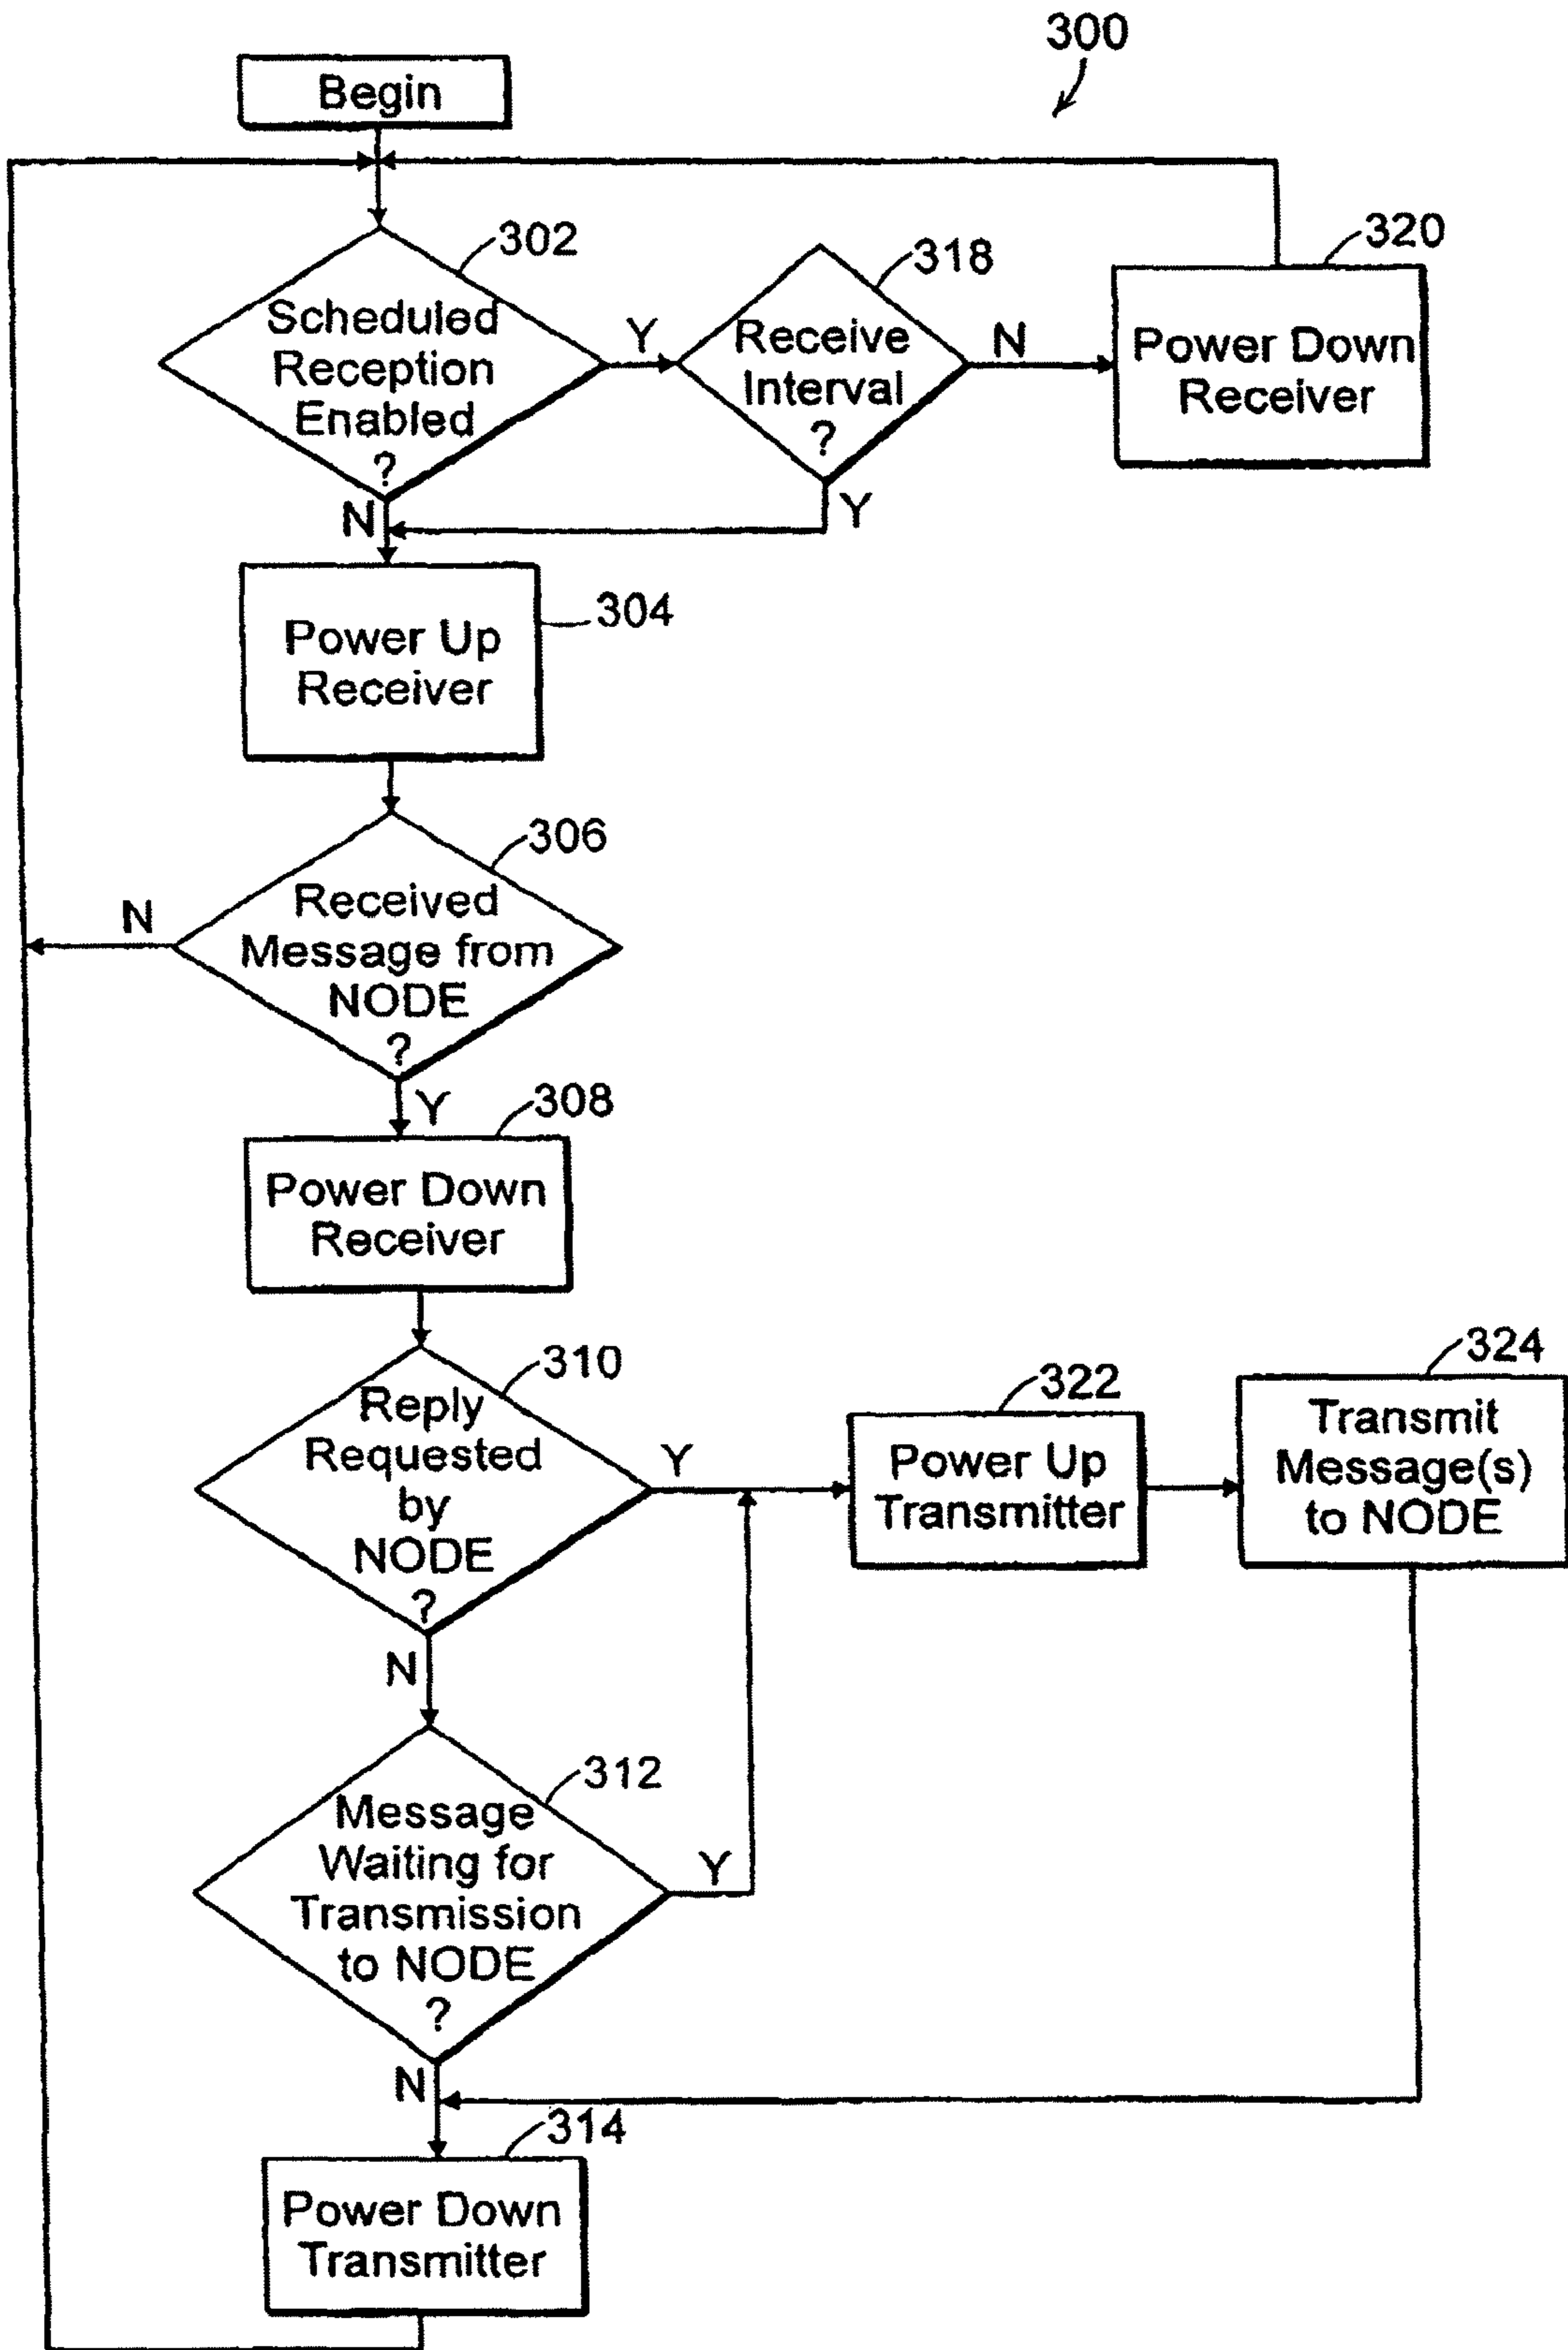 300
Begin
302
Scheduled
Reception
Enabled
?
Y
N
318
Receive
Interval
?
N
Y
320
Power Down
Receiver
304
Power Up
Receiver
306
Received
Message from
NODE
?
N
Y
308
Power Down
Receiver
310
Reply
Requested
by
NODE
?
Y
N
322
Power Up
Transmitter
324
Transmit
Message(s)
to NODE
312
Message
Waiting for
Transmission
to NODE
?
Y
N
314
Power Down
Transmitter